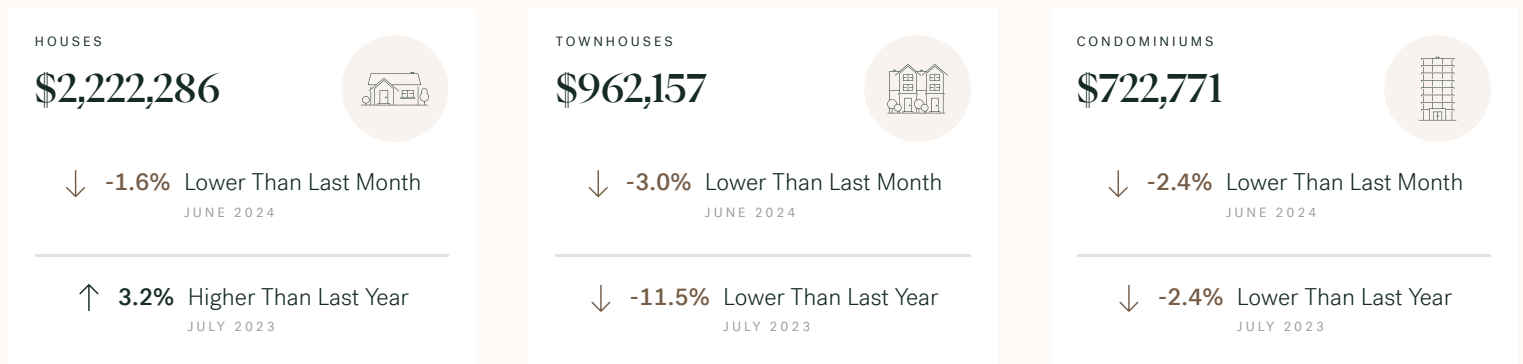 HOUSES
$2,222,286
-1.6% Lower Than Last Month
JUNE 2024
3.2% Higher Than Last Year
JULY 2023
TOWNHOUSES
$962,157
-3.0% Lower Than Last Month
JUNE 2024
-11.5% Lower Than Last Year
JULY 2023
CONDOMINIUMS
$722,771
-2.4% Lower Than Last Month
JUNE 2024
-2.4% Lower Than Last Year
JULY 2023